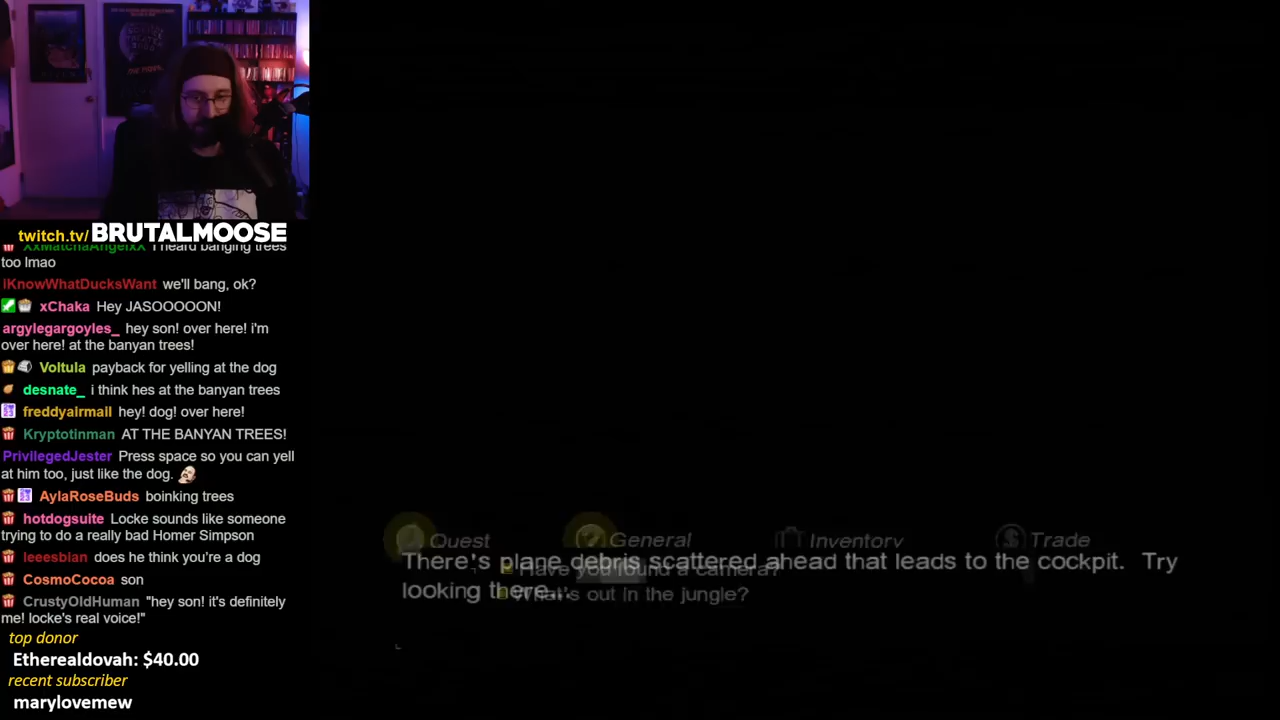 twitch.tv/BRUTALMOOSE
XxMatchaAngelxX I heard banging trees
too lmao
iKnowWhatDucksWant we'll bang, ok?
xChaka Hey JASOOOOON!
argylegargoyles_ hey son! over here! i'm
over here! at the banyan trees!
Voltula payback for yelling at the dog
desnate_ i think hes at the banyan trees
freddyairmail hey! dog! over here!
Kryptotinman AT THE BANYAN TREES!
PrivilegedJester Press space so you can yell
at him too, just like the dog.
AylaRoseBuds boinking trees
hotdogsuite Locke sounds like someone
trying to do a really bad Homer Simpson
leeesbian does he think you're a dog
CosmoCocoa son
CrustyOldHuman "hey son! it's definitely
me! locke's real voice!"
top donor
Etherealdovah: $40.00
recent subscriber
marylovemew
Quest General Inventory Trade
There's plane debris scattered ahead that leads to the cockpit. Try
looking there...
Have you found a camera?
What's out in the jungle?